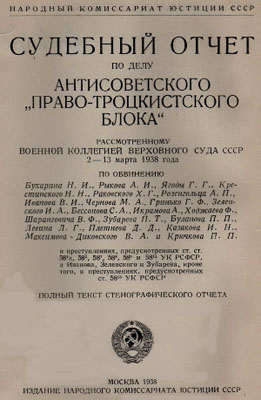 НАРОДНЫЙ КОМИССАРИАТ ЮСТИЦИИ СССР
СУДЕБНЫЙ ОТЧЕТ
ПО ДЕЛУ
АНТИСОВЕТСКОГО
„ПРАВО-ТРОЦКИСТСКОГО
БЛОКА“
РАССМОТРЕННОМУ
ВОЕННОЙ КОЛЛЕГИЕЙ ВЕРХОВНОГО СУДА СССР
2—13 марта 1938 года
ПО ОБВИНЕНИЮ
Бухарина Н. И., Рыкова А. И., Ягоды Г. Г., Кре-
стинского Н. Н., Раковского Х. Г., Розенгольца А. П.,
Иванова В. И., Чернова М. А., Гринько Г. Ф., Зелен-
ского И. А., Бессонова С. А., Икрамова А., Ходжаева Ф.,
Шаранговича В. Ф., Зубарева П. Т., Буланова П. П.,
Левина Л. Г., Плетнева Д. Д., Казакова И. Н.,
Максимова-Диковского В. А. и Крючкова П. П.
в преступлениях, предусмотренных ст. ст.
58¹ᵃ, 58², 58⁷, 58⁸, 58⁹ и 58¹¹ УК РСФСР,
а Иванова, Зеленского и Зубарева, кроме
того, в преступлениях, предусмотренных
ст. 58¹³ УК РСФСР
ПОЛНЫЙ ТЕКСТ СТЕНОГРАФИЧЕСКОГО ОТЧЕТА
МОСКВА 1938
ИЗДАНИЕ НАРОДНОГО КОМИССАРИАТА ЮСТИЦИИ СССР